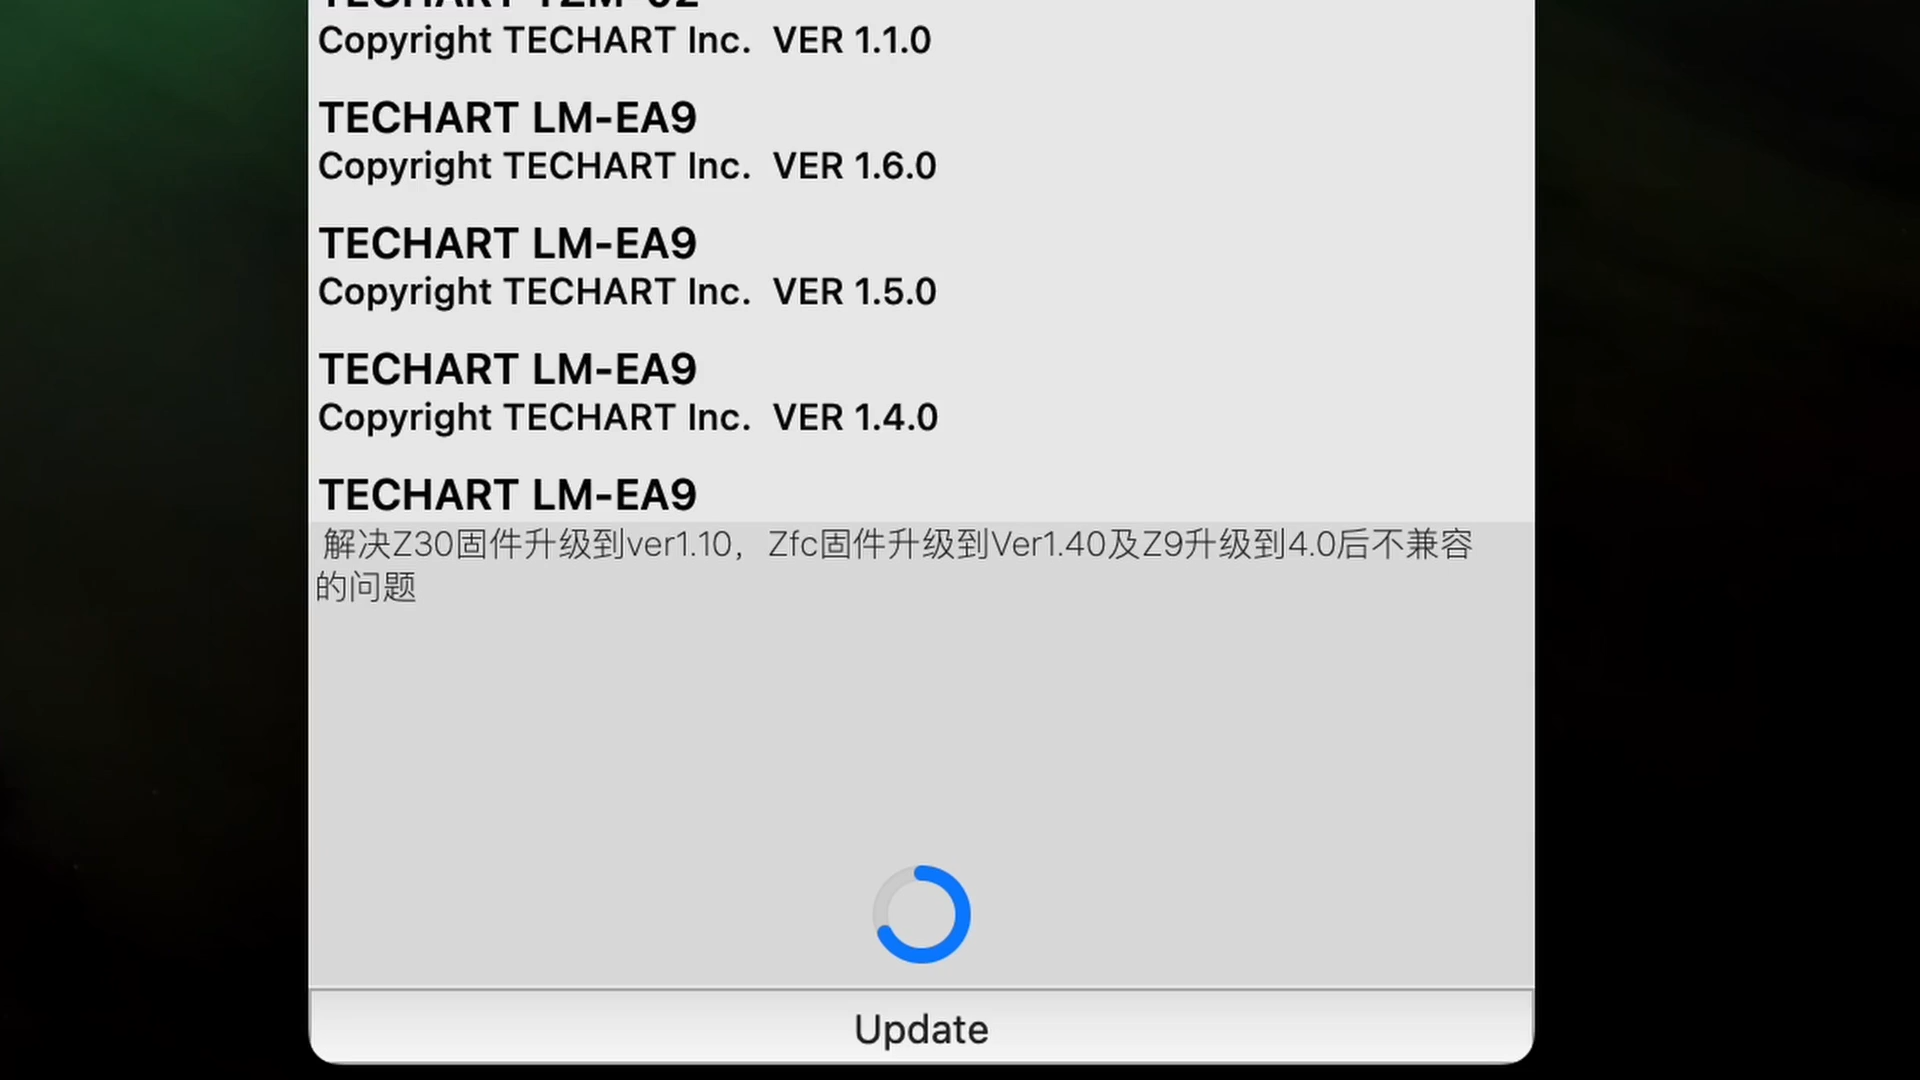 TECHART TZM-02
Copyright TECHART Inc.  VER 1.1.0
TECHART LM-EA9
Copyright TECHART Inc.  VER 1.6.0
TECHART LM-EA9
Copyright TECHART Inc.  VER 1.5.0
TECHART LM-EA9
Copyright TECHART Inc.  VER 1.4.0
TECHART LM-EA9
解决Z30固件升级到ver1.10，Zfc固件升级到Ver1.40及Z9升级到4.0后不兼容
的问题
Update